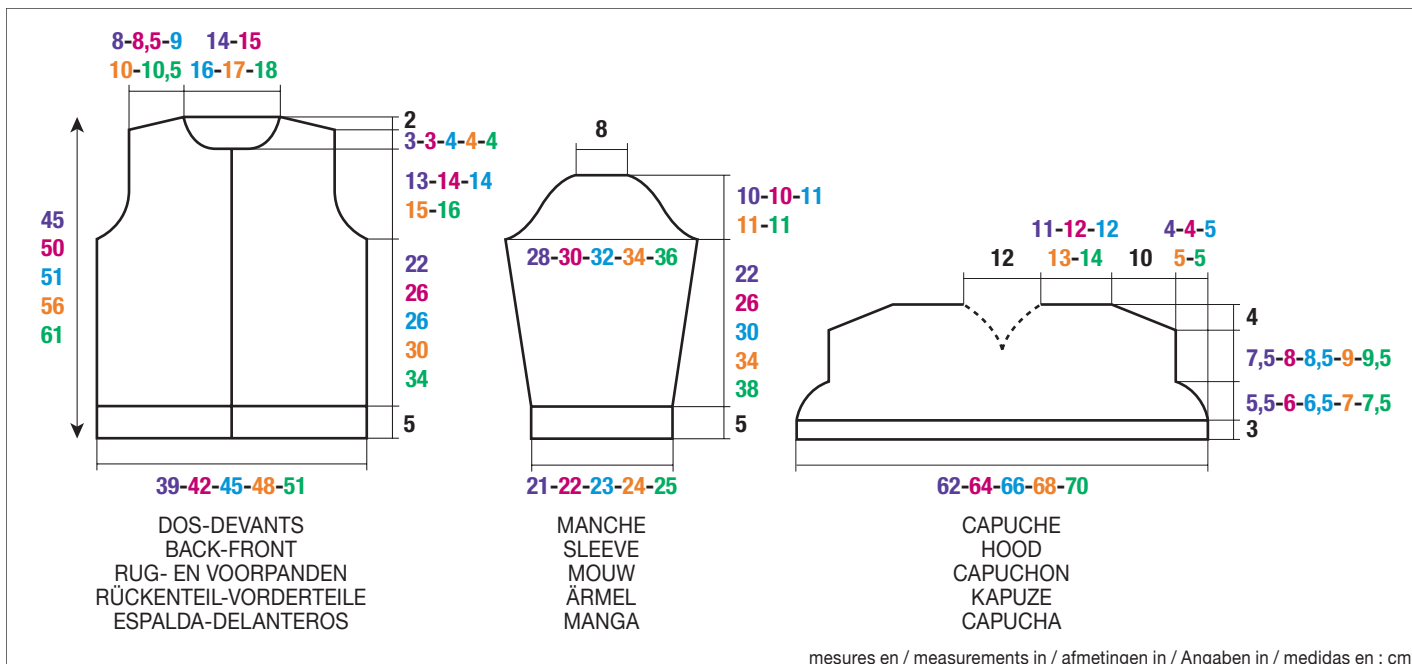 8-8,5-9
10-10,5
14-15
16-17-18
2
3-3-4-4-4
13-14-14
15-16
45
50
51
56
61
22
26
26
30
34
5
39-42-45-48-51
DOS-DEVANTS
BACK-FRONT
RUG- EN VOORPANDEN
RÜCKENTEIL-VORDERTEILE
ESPALDA-DELANTEROS
8
10-10-11
11-11
28-30-32-34-36
22
26
30
34
38
5
21-22-23-24-25
MANCHE
SLEEVE
MOUW
ÄRMEL
MANGA
12
11-12-12
13-14
10
4-4-5
5-5
4
7,5-8-8,5-9-9,5
5,5-6-6,5-7-7,5
3
62-64-66-68-70
CAPUCHE
HOOD
CAPUCHON
KAPUZE
CAPUCHA
mesures en / measurements in / afmetingen in / Angaben in / medidas en : cm